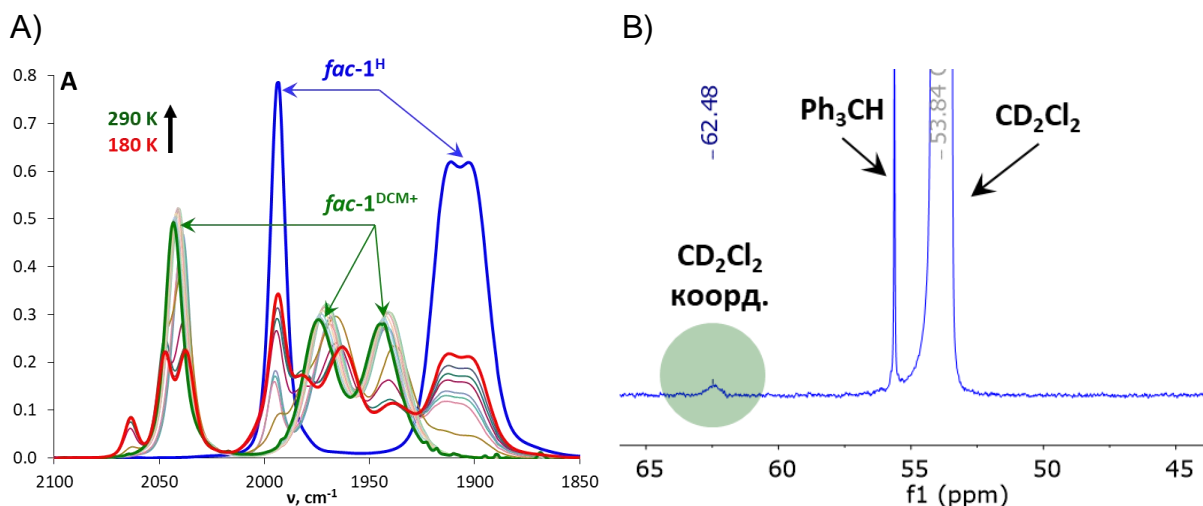 A)
B)
A
0.8
0.7
0.6
0.5
0.4
0.3
0.2
0.1
0.0
290 K
180 K
fac-1ᴴ
fac-1ᴰᶜᴹ⁺
2100
2050
2000
1950
1900
1850
ν, cm⁻¹
– 62.48
– 53.84
Ph₃CH
CD₂Cl₂
CD₂Cl₂
коорд.
65
60
55
50
45
f1 (ppm)